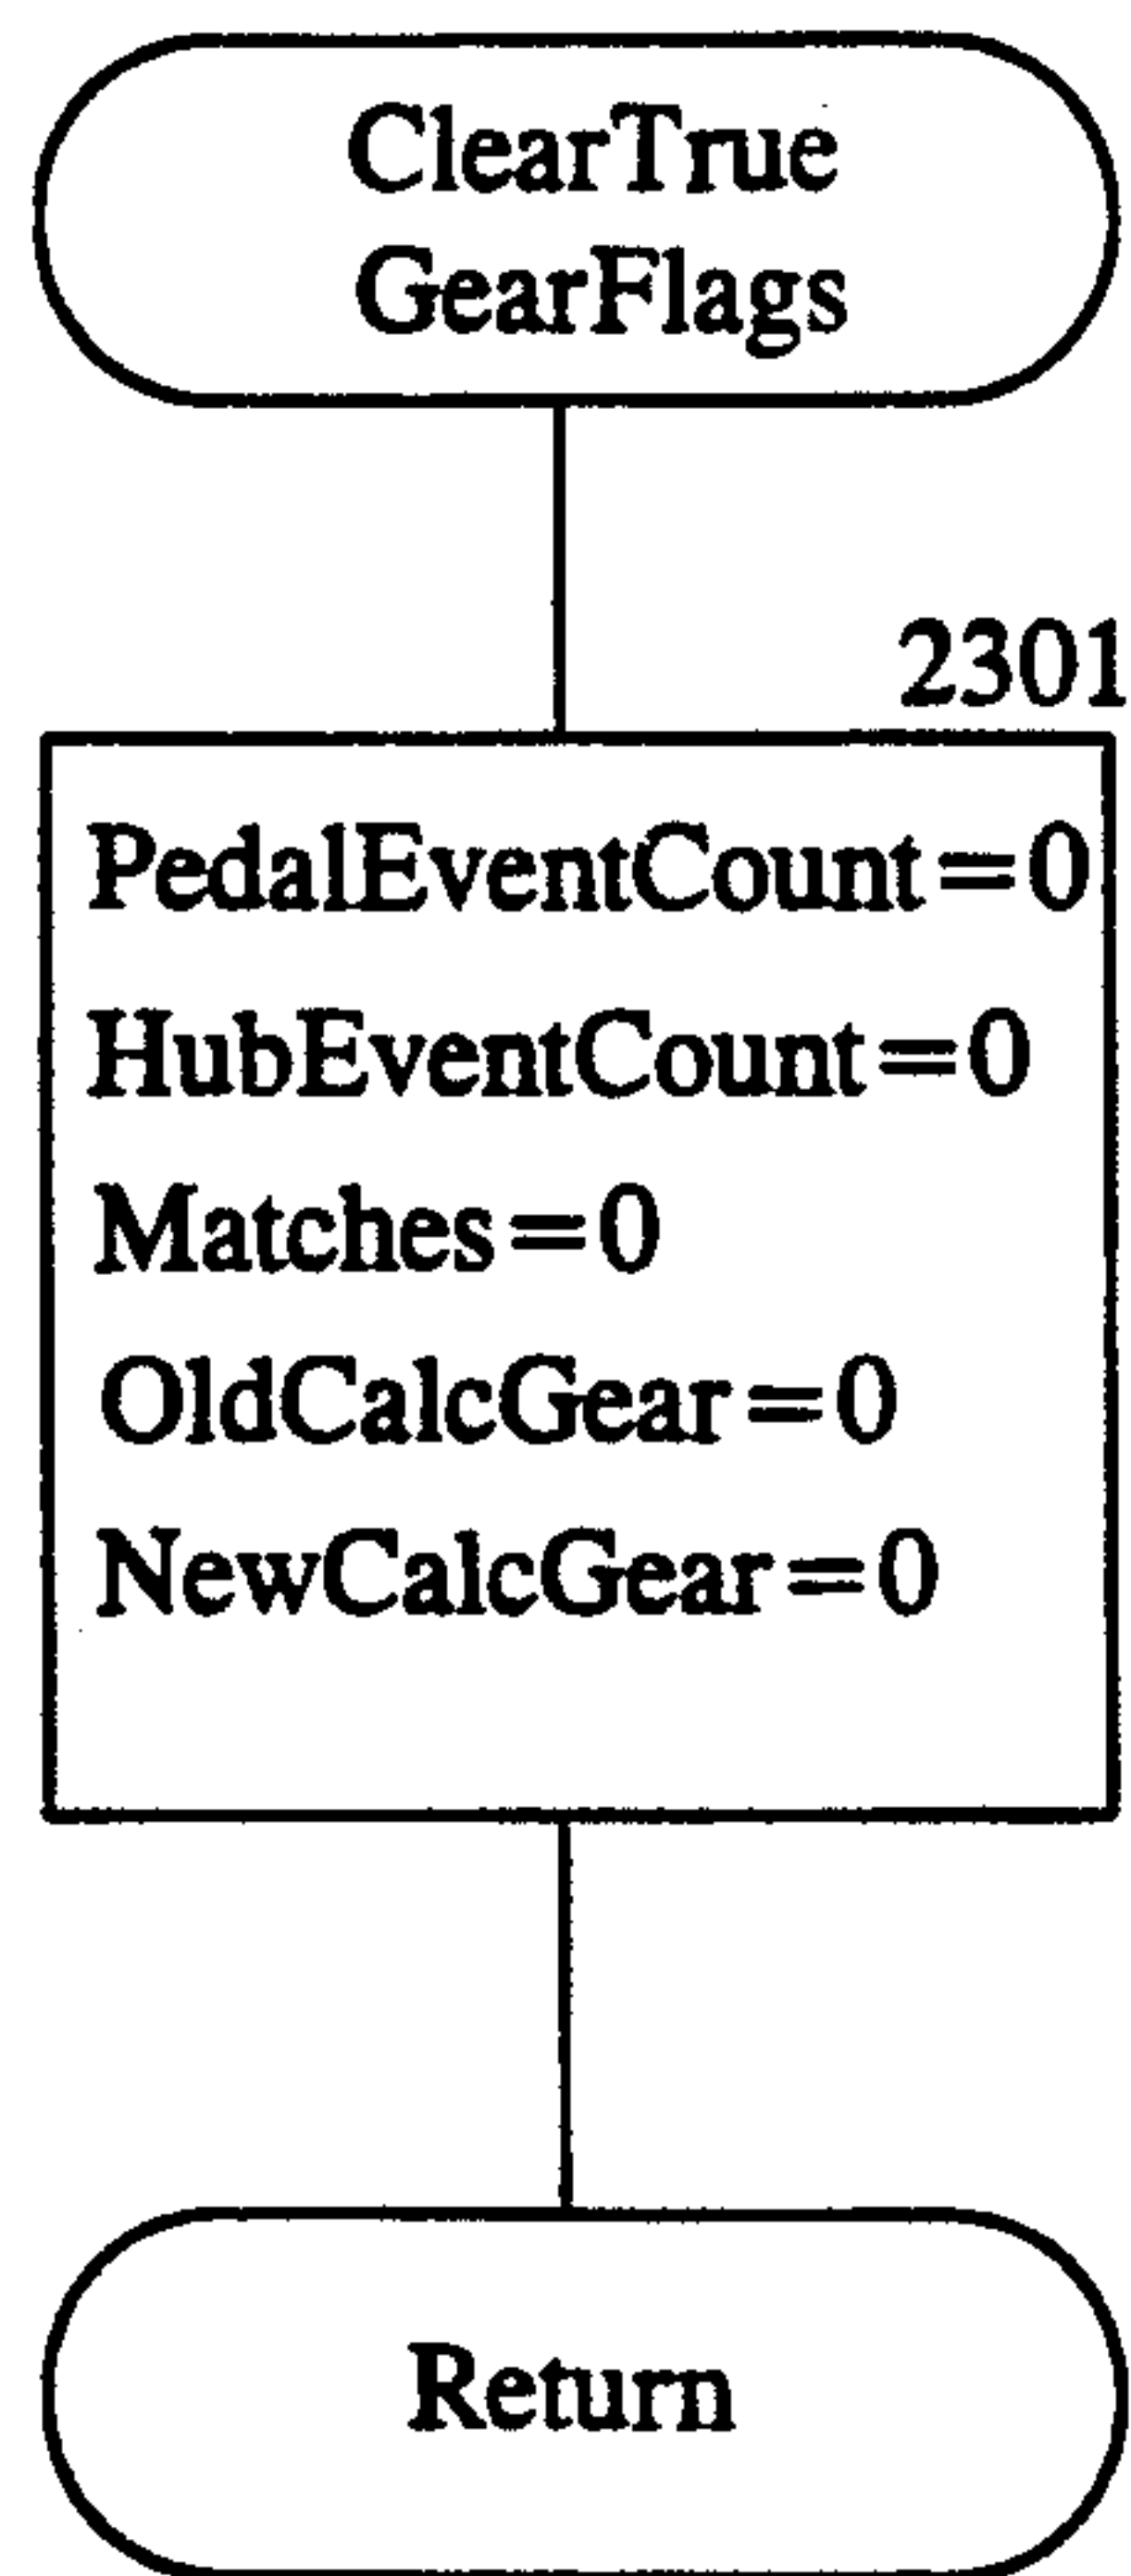 ClearTrue
GearFlags
2301
PedalEventCount=0
HubEventCount=0
Matches=0
OldCalcGear=0
NewCalcGear=0
Return